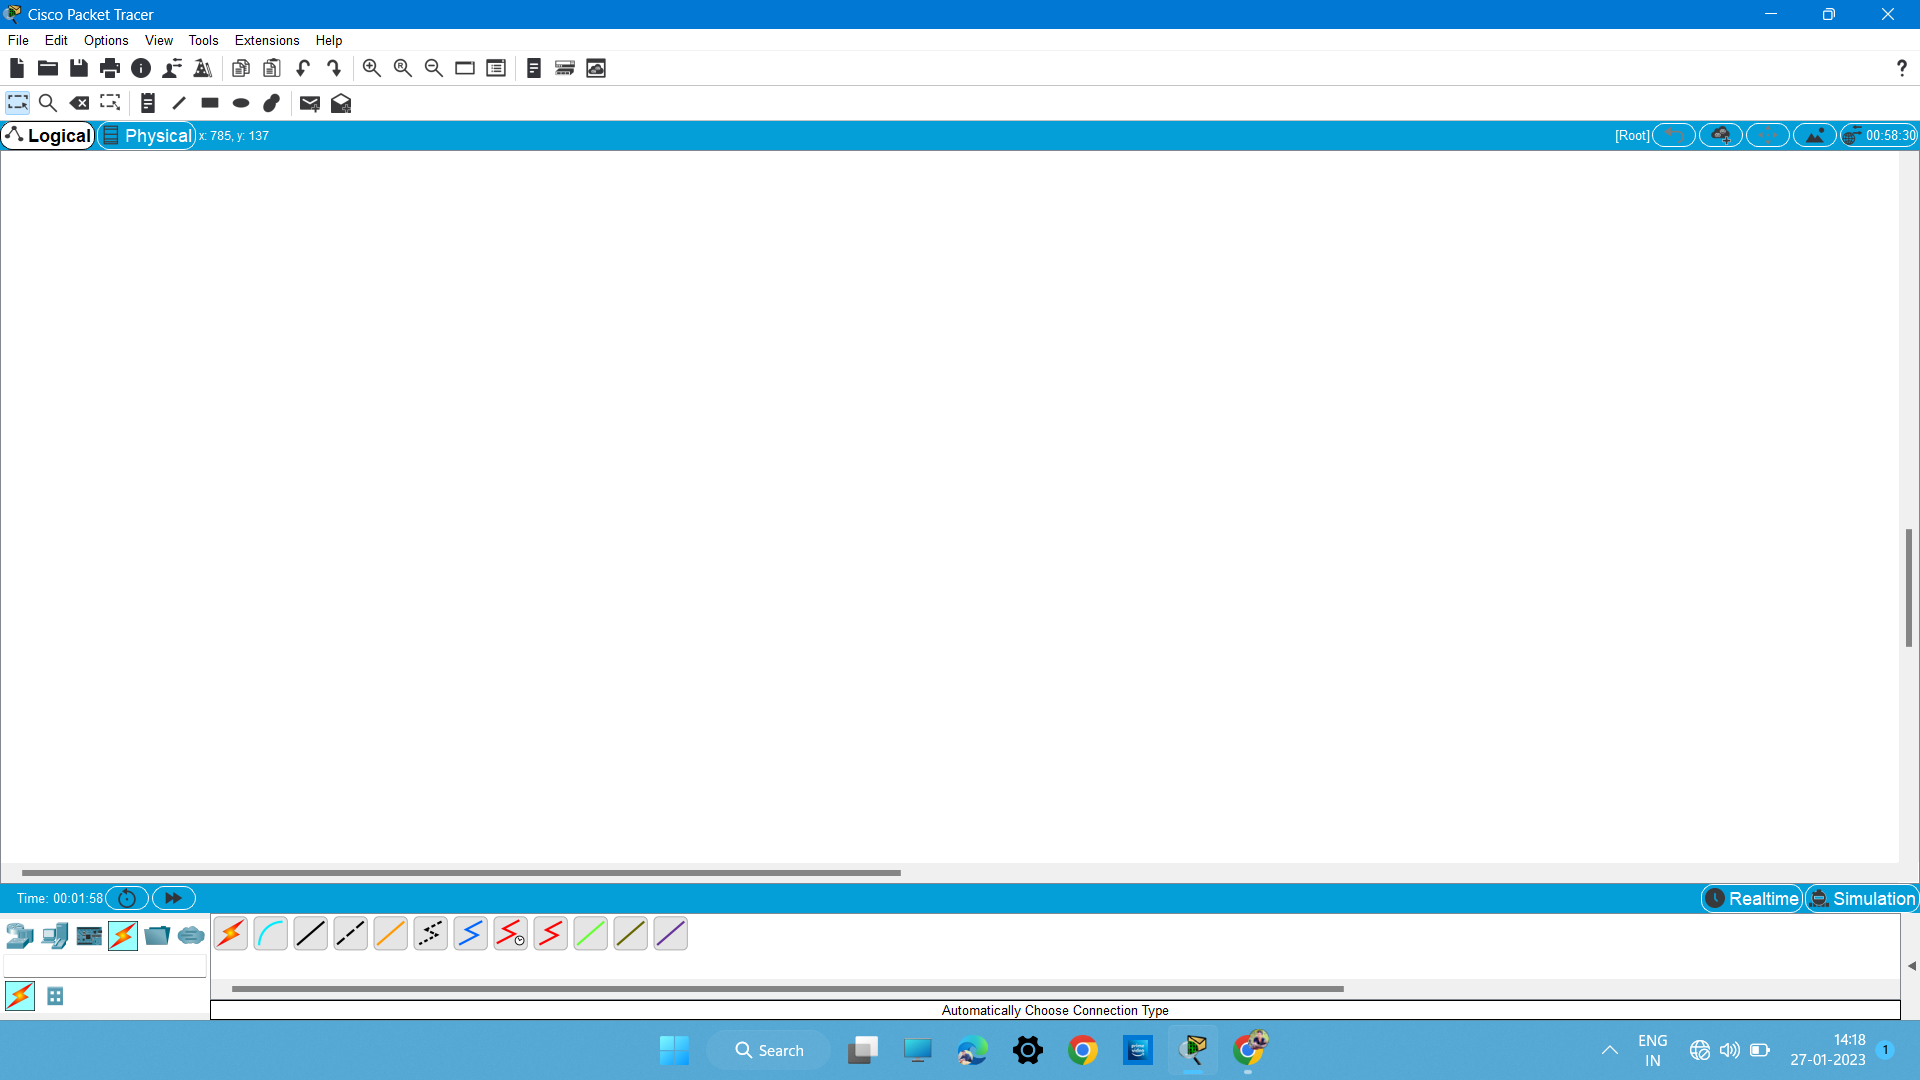 Cisco Packet Tracer
File Edit Options View Tools Extensions Help
?
Logical Physical x: 785, y: 137 [Root] 00:58:30
Time: 00:01:58 Realtime Simulation
Automatically Choose Connection Type
Search
ENG
IN
14:18
27-01-2023
1